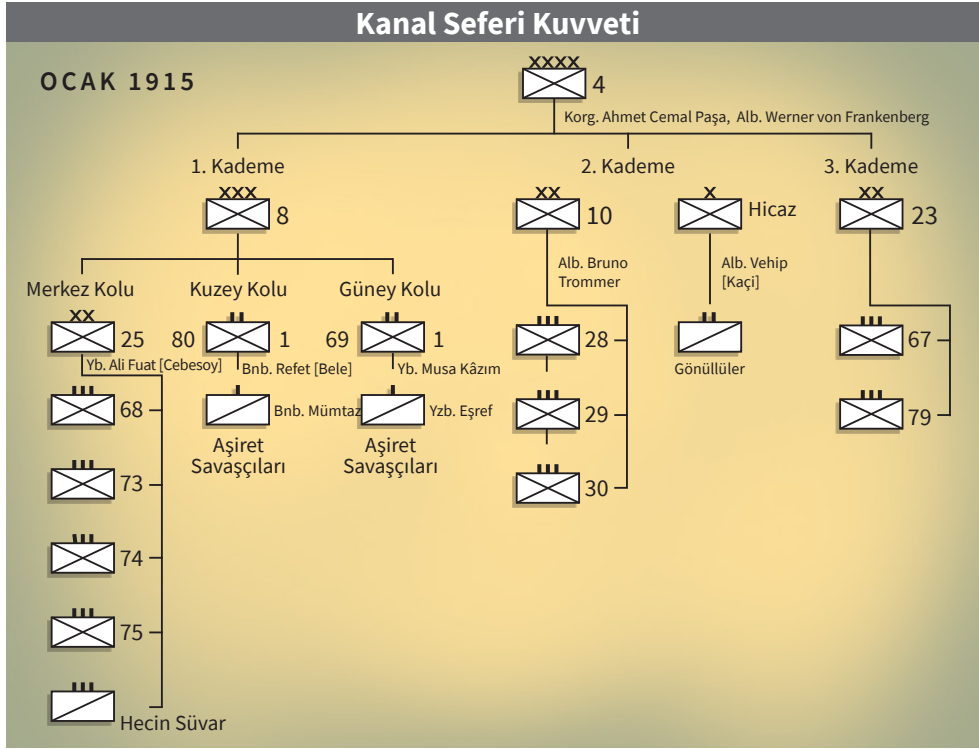 Kanal Seferi Kuvveti
OCAK 1915
XXXX
4
Korg. Ahmet Cemal Paşa, Alb. Werner von Frankenberg
1. Kademe
2. Kademe
3. Kademe
XXX
8
XX
10
X
Hicaz
XX
23
Alb. Bruno
Trommer
Alb. Vehip
[Kaçi]
Merkez Kolu
Kuzey Kolu
Güney Kolu
XX
25
80
1
69
1
28
Gönüllüler
67
Yb. Ali Fuat [Cebesoy]
Bnb. Refet [Bele]
Yb. Musa Kâzım
68
Bnb. Mümtaz
Yzb. Eşref
29
79
Aşiret
Savaşçıları
Aşiret
Savaşçıları
73
30
74
75
Hecin Süvar